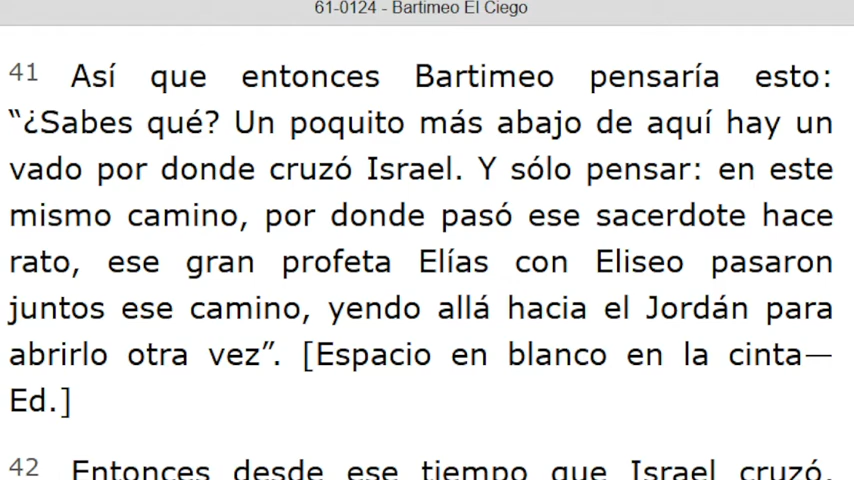 61-0124 - Bartimeo El Ciego
41 Así que entonces Bartimeo pensaría esto:
“¿Sabes qué? Un poquito más abajo de aquí hay un
vado por donde cruzó Israel. Y sólo pensar: en este
mismo camino, por donde pasó ese sacerdote hace
rato, ese gran profeta Elías con Eliseo pasaron
juntos ese camino, yendo allá hacia el Jordán para
abrirlo otra vez”. [Espacio en blanco en la cinta—
Ed.]
42 Entonces desde ese tiempo que Israel cruzó,